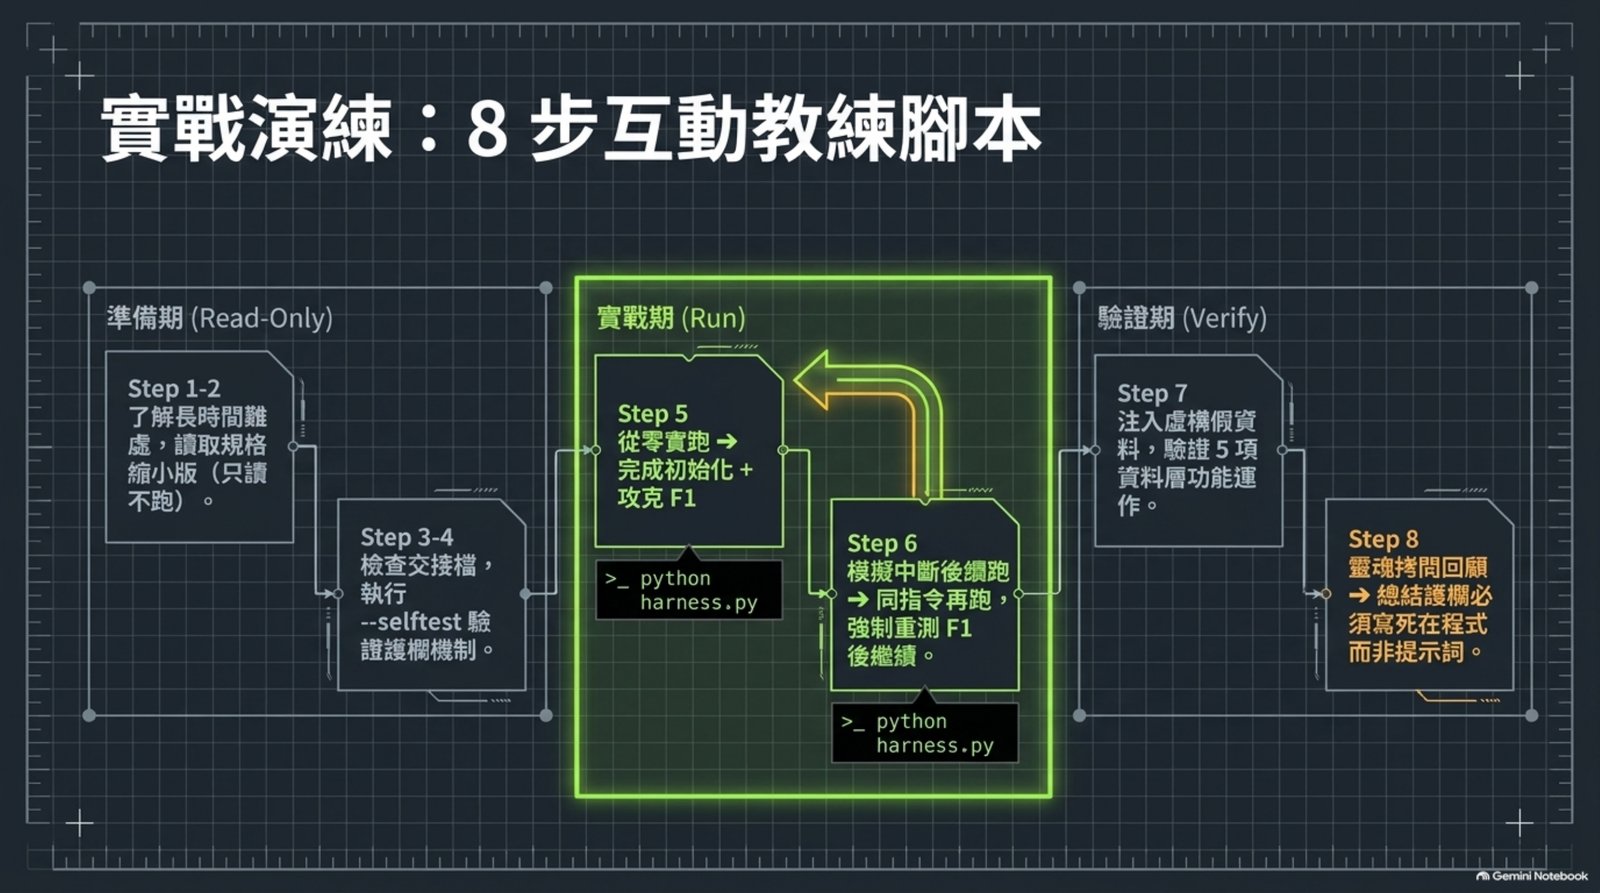 實戰演練：8 步互動教練腳本
準備期 (Read-Only)
Step 1-2
了解長時間難
處，讀取規格
縮小版（只讀
不跑）。
Step 3-4
檢查交接檔，
執行
--selftest 驗
證護欄機制。
實戰期 (Run)
Step 5
從零實跑 ➔
完成初始化 +
攻克 F1
>_ python
harness.py
Step 6
模擬中斷後續跑
➔ 同指令再跑，
強制重測 F1
後繼續。
>_ python
harness.py
驗證期 (Verify)
Step 7
注入虛構假資
料，驗證 5 項
資料層功能運
作。
Step 8
靈魂拷問回顧
➔ 總結護欄必
須寫死在程式
而非提示詞。
Gemini Notebook